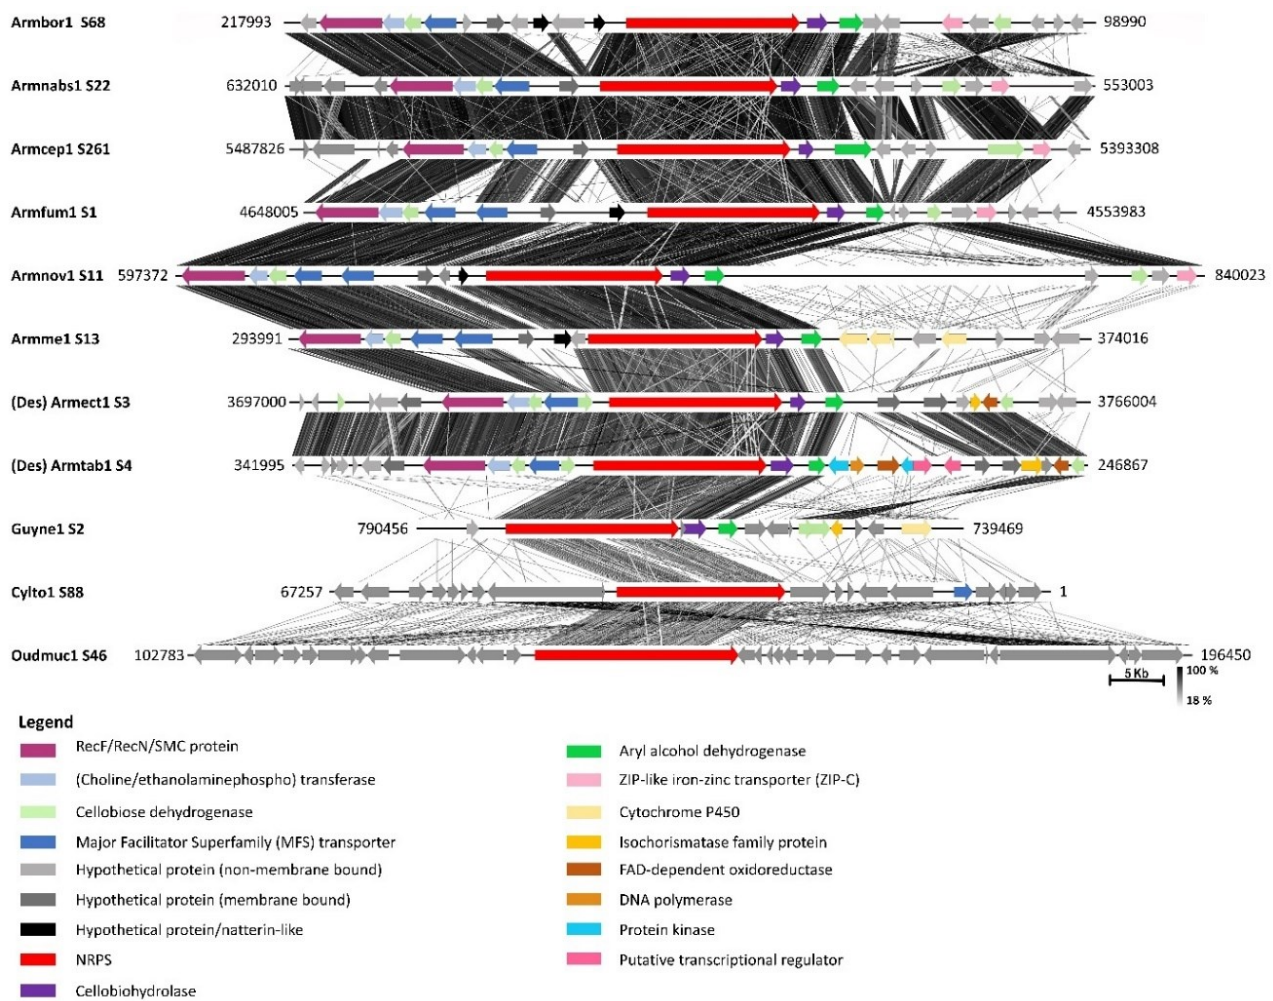 Armbor1 S68 217993 98990
Armnabs1 S22 632010 553003
Armcep1 S261 5487826 5393308
Armfum1 S1 4648005 4553983
Armnov1 S11 597372 840023
Armme1 S13 293991 374016
(Des) Armect1 S3 3697000 3766004
(Des) Armtab1 S4 341995 246867
Guyne1 S2 790456 739469
Cylto1 S88 67257 1
Oudmuc1 S46 102783 196450
5 Kb 100 %
18 %
Legend
RecF/RecN/SMC protein
(Choline/ethanolaminephospho) transferase
Cellobiose dehydrogenase
Major Facilitator Superfamily (MFS) transporter
Hypothetical protein (non-membrane bound)
Hypothetical protein (membrane bound)
Hypothetical protein/natterin-like
NRPS
Cellobiohydrolase
Aryl alcohol dehydrogenase
ZIP-like iron-zinc transporter (ZIP-C)
Cytochrome P450
Isochorismatase family protein
FAD-dependent oxidoreductase
DNA polymerase
Protein kinase
Putative transcriptional regulator